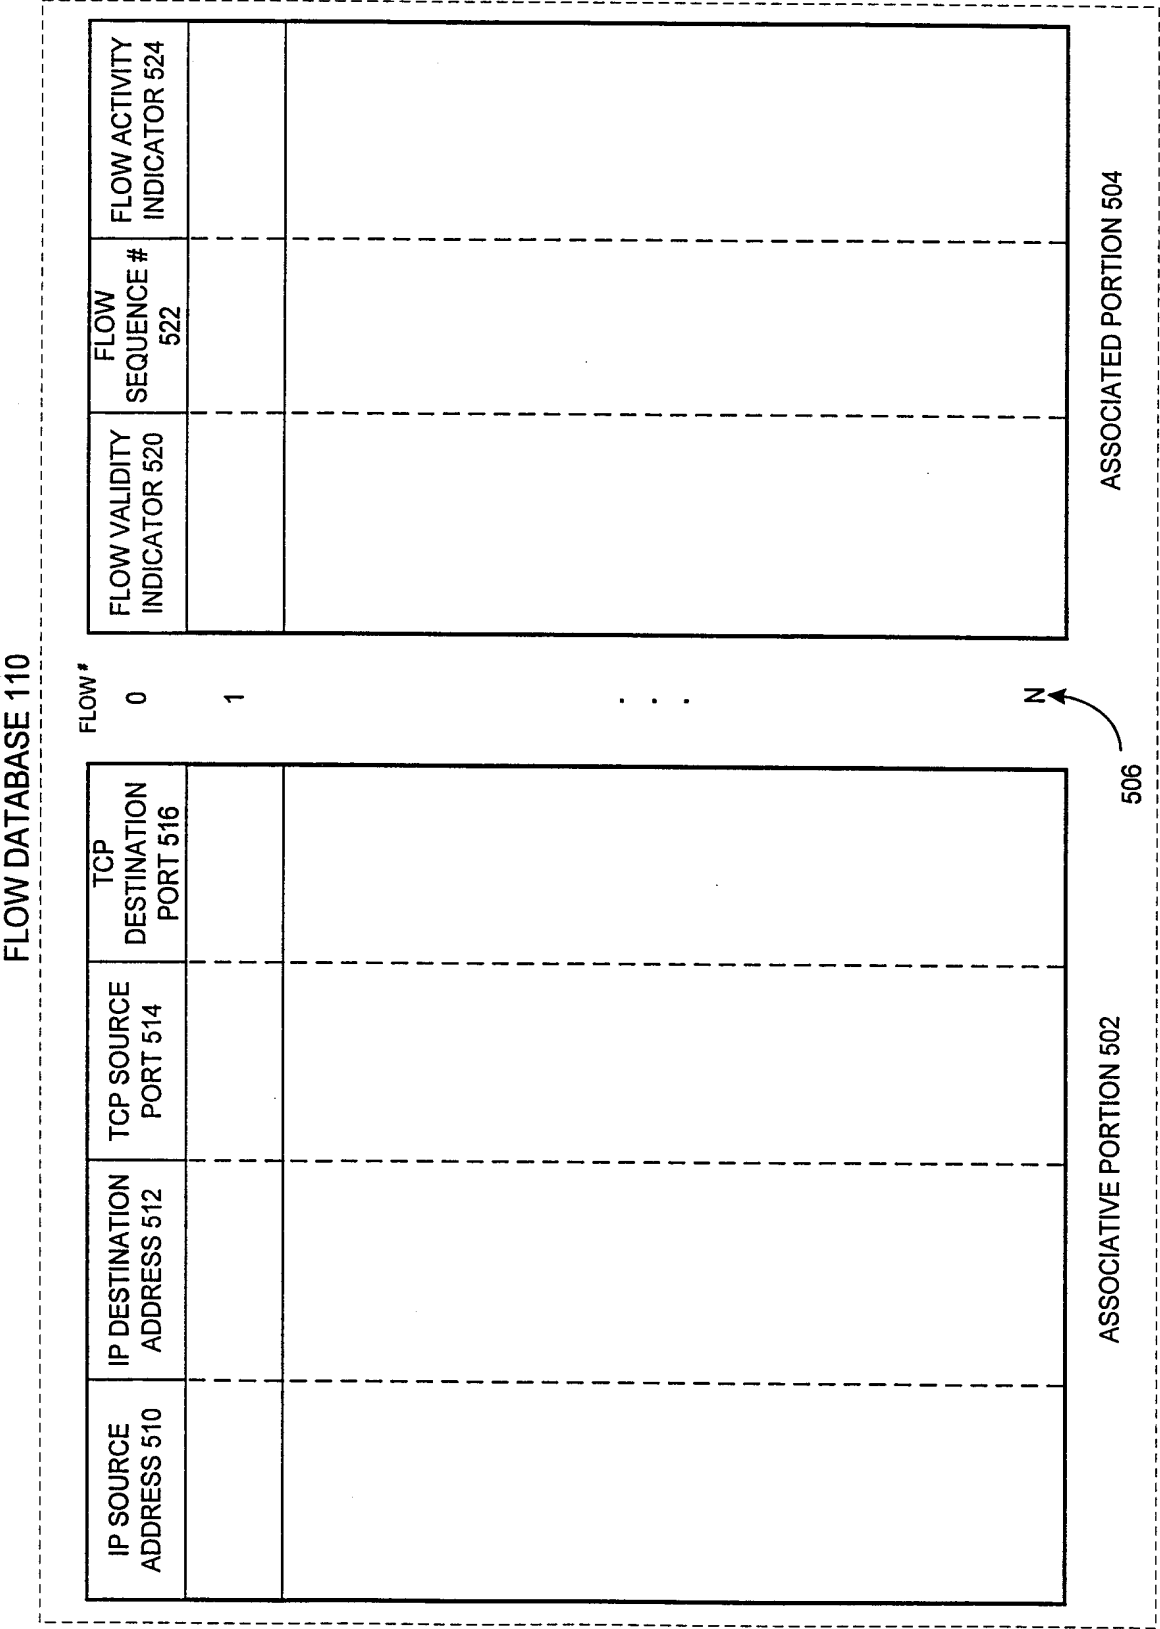 FLOW DATABASE 110
IP SOURCE
ADDRESS 510
IP DESTINATION
ADDRESS 512
TCP SOURCE
PORT 514
TCP
DESTINATION
PORT 516
FLOW #
0
1
. . .
N
FLOW VALIDITY
INDICATOR 520
FLOW
SEQUENCE #
522
FLOW ACTIVITY
INDICATOR 524
ASSOCIATIVE PORTION 502
506
ASSOCIATED PORTION 504